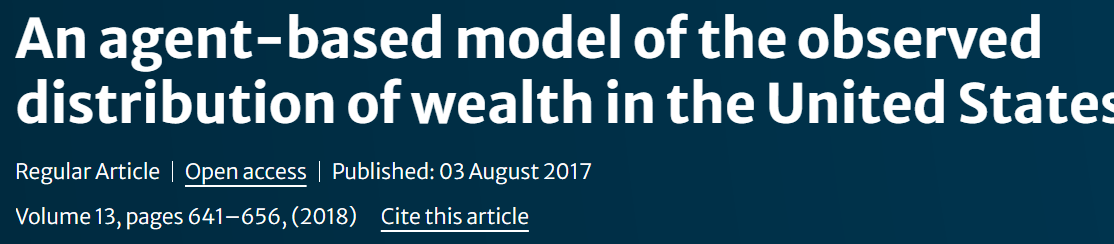 An agent-based model of the observed
distribution of wealth in the United States
Regular Article | Open access | Published: 03 August 2017
Volume 13, pages 641–656, (2018) Cite this article